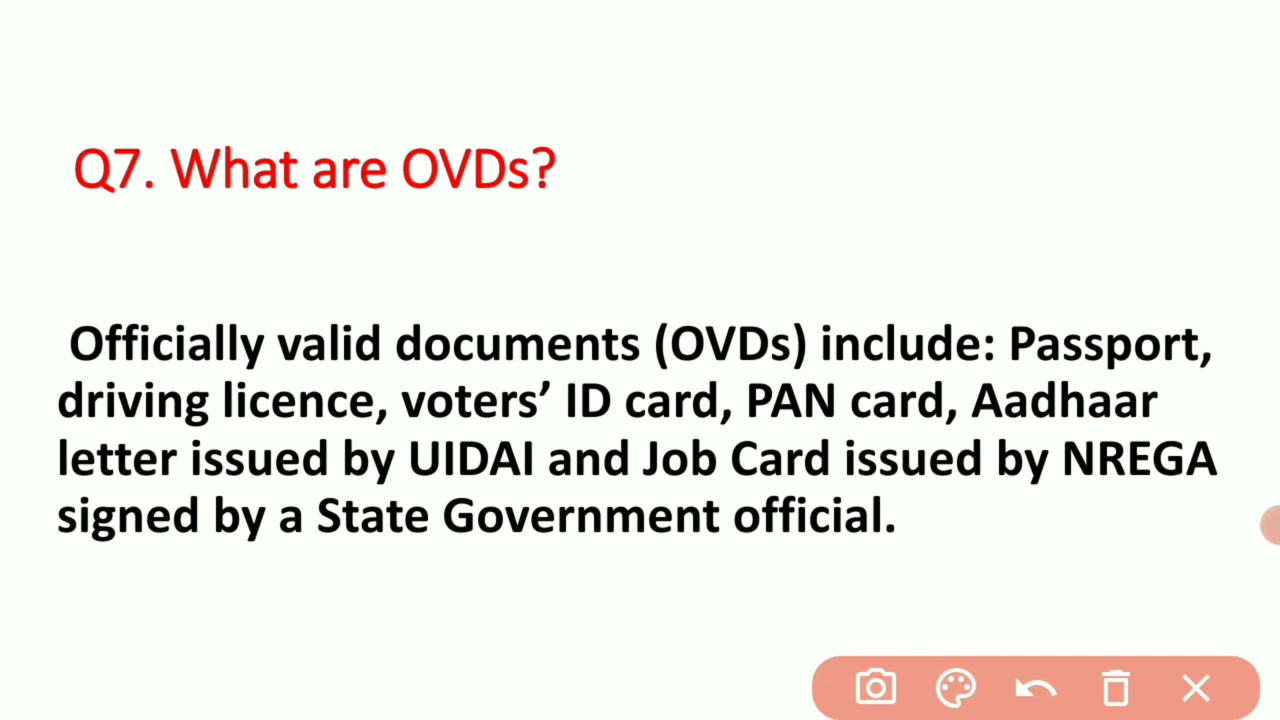 Q7. What are OVDs?
Officially valid documents (OVDs) include: Passport,
driving licence, voters’ ID card, PAN card, Aadhaar
letter issued by UIDAI and Job Card issued by NREGA
signed by a State Government official.